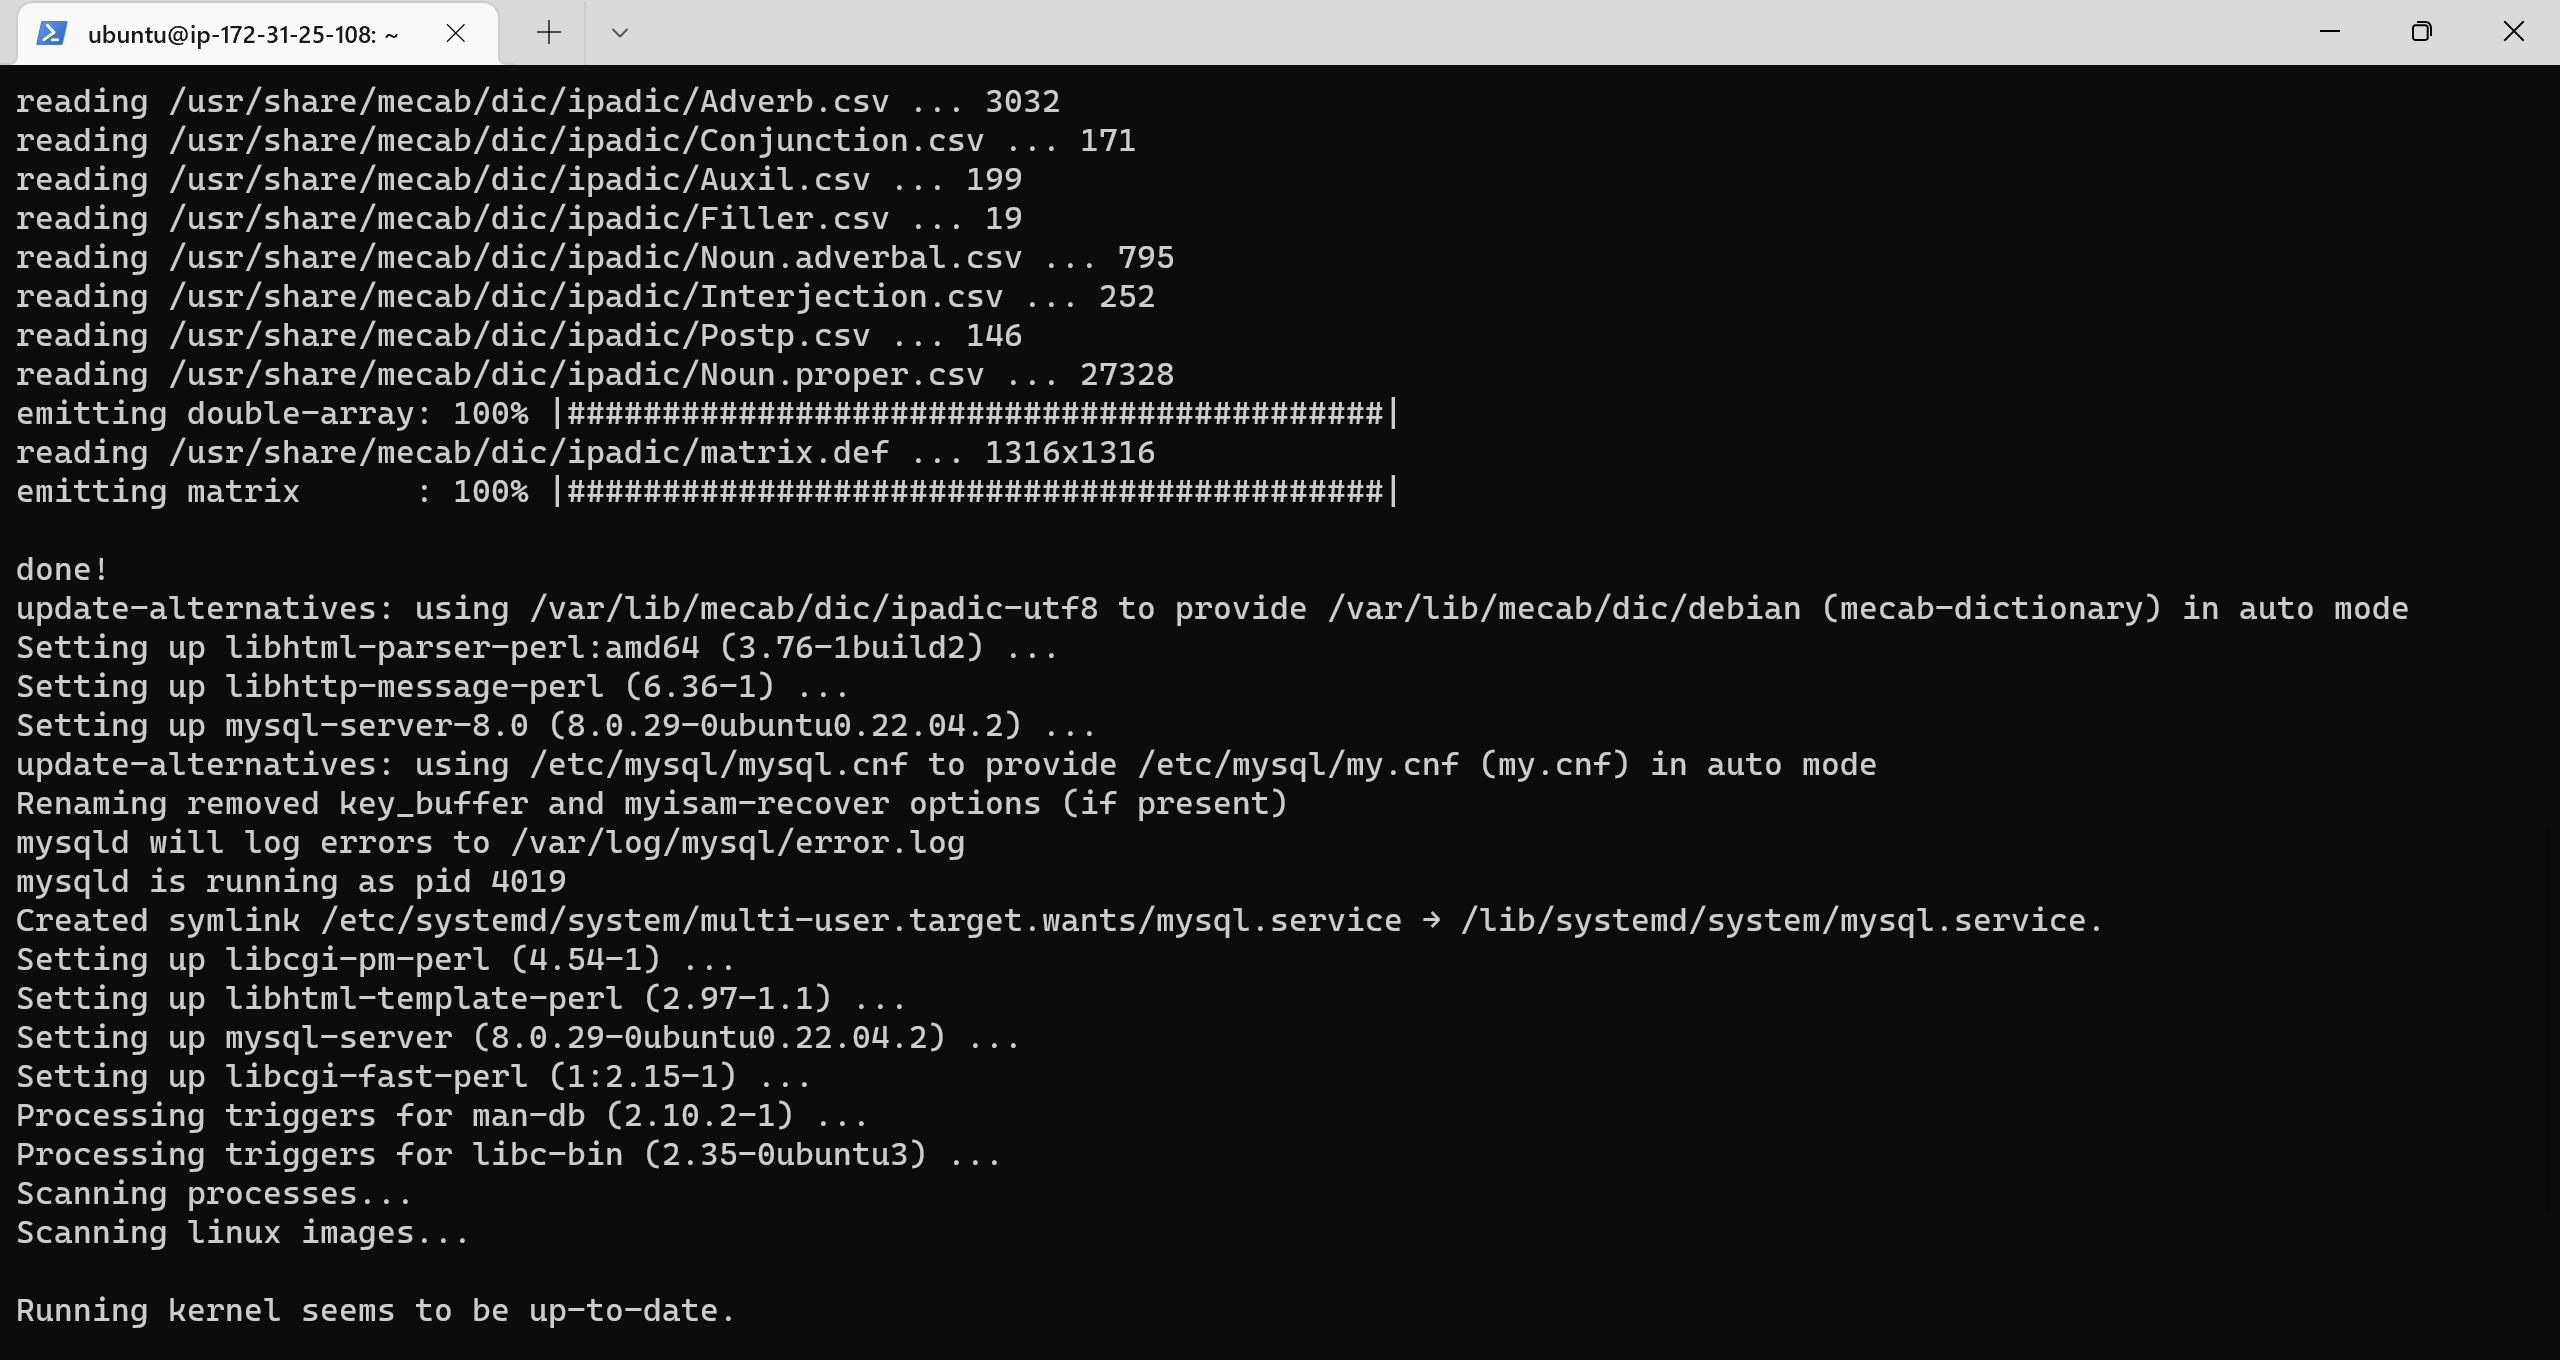 ubuntu@ip-172-31-25-108: ~
reading /usr/share/mecab/dic/ipadic/Adverb.csv ... 3032
reading /usr/share/mecab/dic/ipadic/Conjunction.csv ... 171
reading /usr/share/mecab/dic/ipadic/Auxil.csv ... 199
reading /usr/share/mecab/dic/ipadic/Filler.csv ... 19
reading /usr/share/mecab/dic/ipadic/Noun.adverbal.csv ... 795
reading /usr/share/mecab/dic/ipadic/Interjection.csv ... 252
reading /usr/share/mecab/dic/ipadic/Postp.csv ... 146
reading /usr/share/mecab/dic/ipadic/Noun.proper.csv ... 27328
emitting double-array: 100% |###########################################|
reading /usr/share/mecab/dic/ipadic/matrix.def ... 1316x1316
emitting matrix      : 100% |###########################################|
done!
update-alternatives: using /var/lib/mecab/dic/ipadic-utf8 to provide /var/lib/mecab/dic/debian (mecab-dictionary) in auto mode
Setting up libhtml-parser-perl:amd64 (3.76-1build2) ...
Setting up libhttp-message-perl (6.36-1) ...
Setting up mysql-server-8.0 (8.0.29-0ubuntu0.22.04.2) ...
update-alternatives: using /etc/mysql/mysql.cnf to provide /etc/mysql/my.cnf (my.cnf) in auto mode
Renaming removed key_buffer and myisam-recover options (if present)
mysqld will log errors to /var/log/mysql/error.log
mysqld is running as pid 4019
Created symlink /etc/systemd/system/multi-user.target.wants/mysql.service → /lib/systemd/system/mysql.service.
Setting up libcgi-pm-perl (4.54-1) ...
Setting up libhtml-template-perl (2.97-1.1) ...
Setting up mysql-server (8.0.29-0ubuntu0.22.04.2) ...
Setting up libcgi-fast-perl (1:2.15-1) ...
Processing triggers for man-db (2.10.2-1) ...
Processing triggers for libc-bin (2.35-0ubuntu3) ...
Scanning processes...
Scanning linux images...
Running kernel seems to be up-to-date.